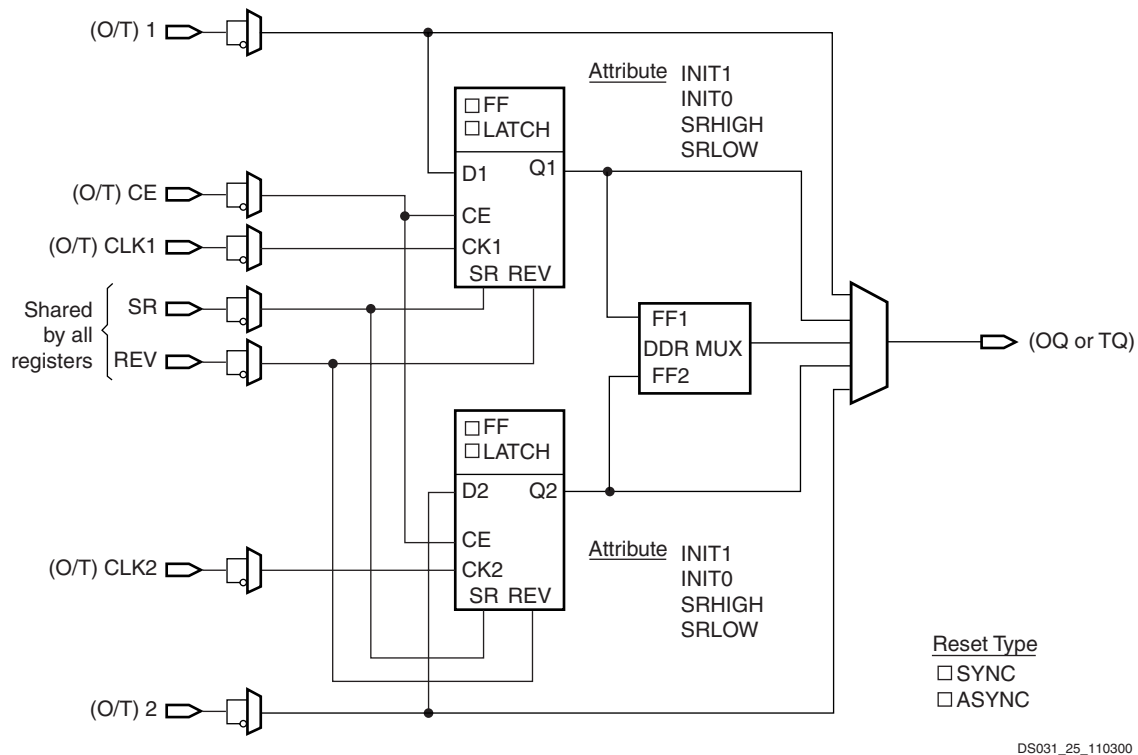 (O/T) 1
Attribute INIT1
INIT0
SRHIGH
SRLOW
FF
LATCH
D1 Q1
(O/T) CE
CE
(O/T) CLK1
CK1
SR REV
Shared
by all
registers
SR
REV
FF1
DDR MUX
FF2
(OQ or TQ)
FF
LATCH
D2 Q2
CE
(O/T) CLK2
CK2
SR REV
Attribute INIT1
INIT0
SRHIGH
SRLOW
Reset Type
SYNC
ASYNC
(O/T) 2
DS031_25_110300